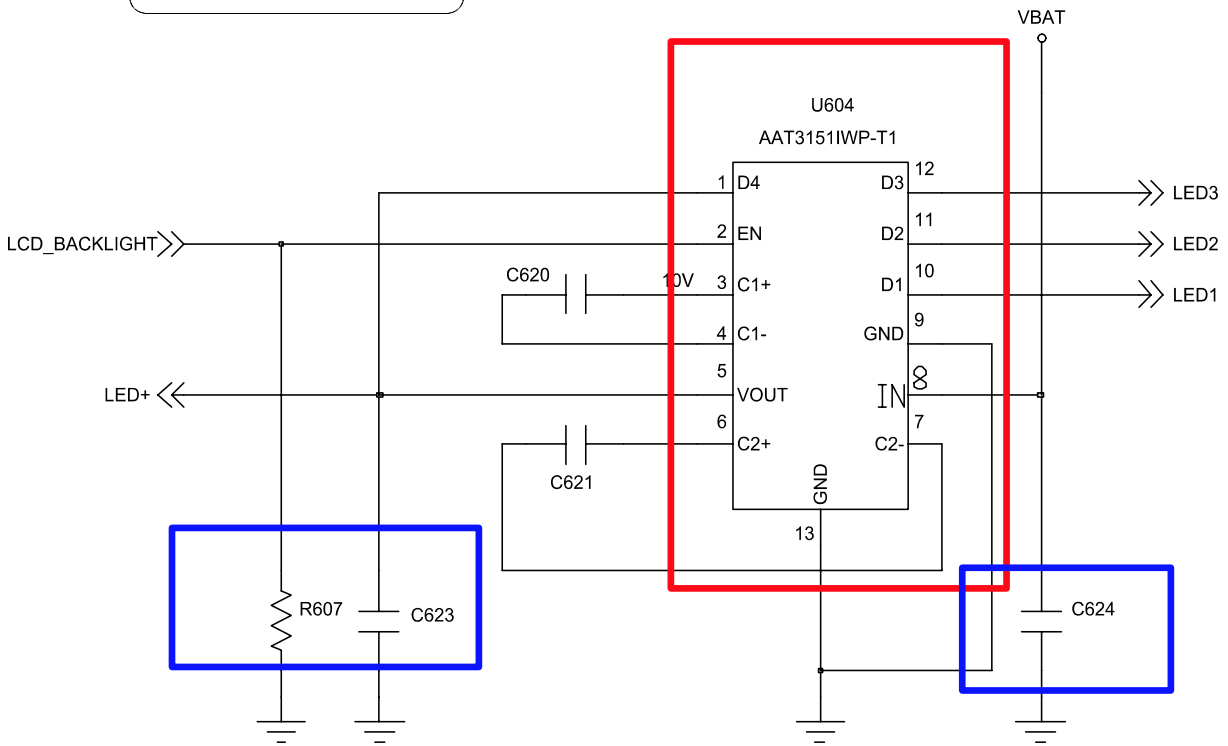 VBAT
U604
AAT3151IWP-T1
1 D4 D3 12 LED3
LCD_BACKLIGHT 2 EN D2 11 LED2
C620 10V 3 C1+ D1 10 LED1
4 C1- GND 9
LED+ 5 VOUT IN 8
6 C2+ C2- 7
C621
GND
13
R607 C623 C624